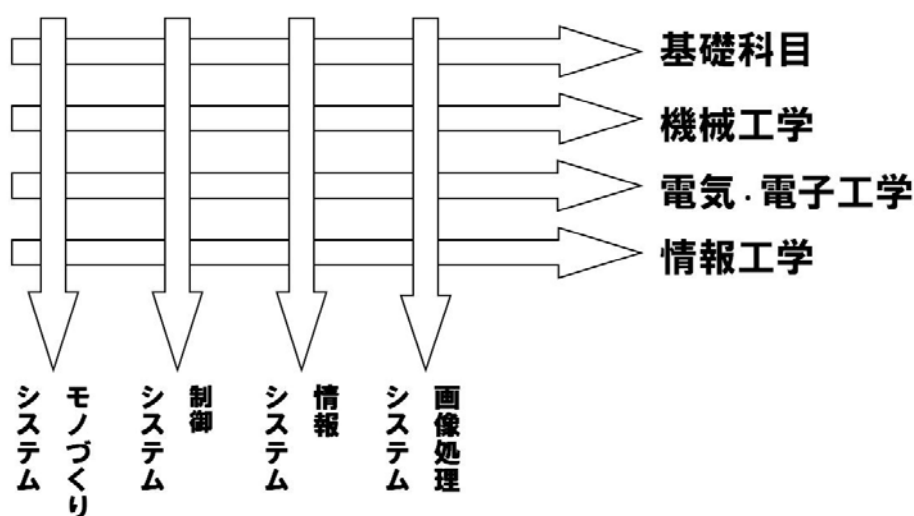 基礎科目
機械工学
電気・電子工学
情報工学
モノづくり
システム
制御
システム
情報
システム
画像処理
システム